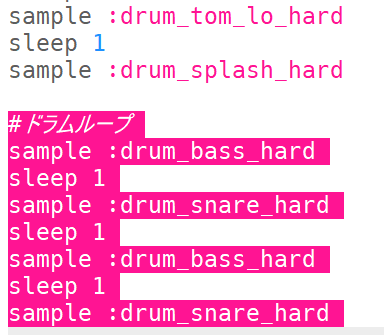 sample :drum_tom_lo_hard
sleep 1
sample :drum_splash_hard
#ドラムループ
sample :drum_bass_hard
sleep 1
sample :drum_snare_hard
sleep 1
sample :drum_bass_hard
sleep 1
sample :drum_snare_hard